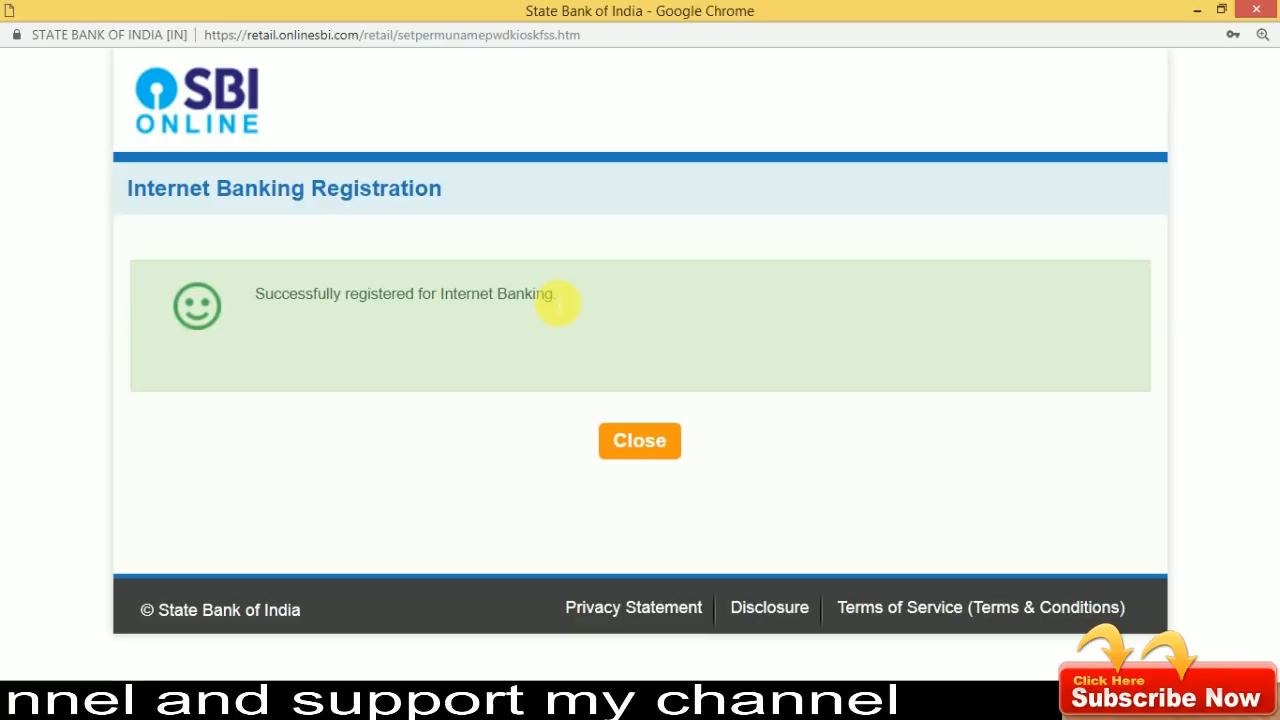 State Bank of India - Google Chrome
STATE BANK OF INDIA [IN] https://retail.onlinesbi.com/retail/setpermunamepwdkioskfss.htm
SBI
ONLINE
Internet Banking Registration
Successfully registered for Internet Banking.
Close
© State Bank of India Privacy Statement Disclosure Terms of Service (Terms & Conditions)
Click Here
Subscribe Now
nnel and support my channel